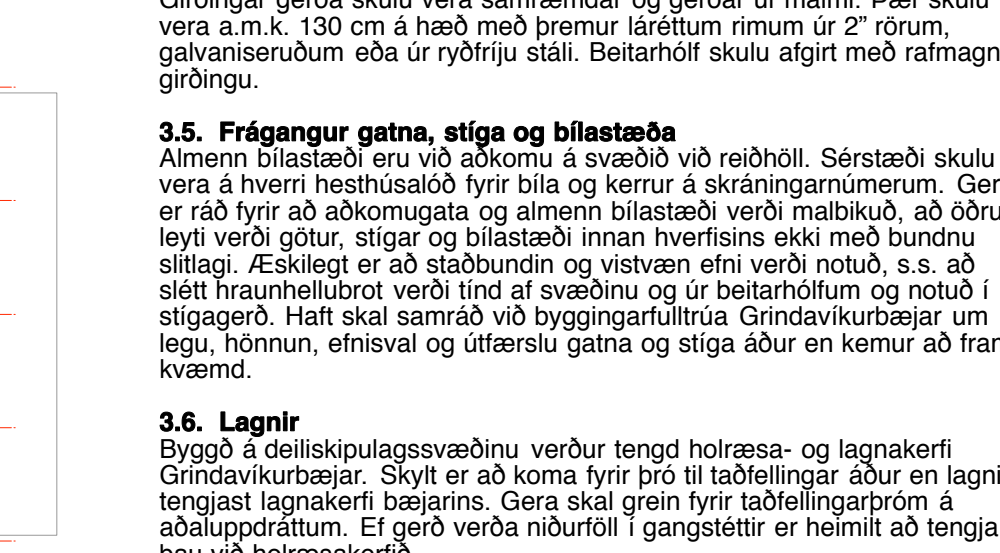 Girðingar gerða skulu vera samræmdar og gerðar úr málmi. Þær skulu
vera a.m.k. 130 cm á hæð með þremur láréttum rimum úr 2” rörum,
galvaniseruðum eða úr ryðfríju stáli. Beitarhólf skulu afgirt með rafmagn
girðingu.
3.5. Frágangur gatna, stíga og bílastæða
Almenn bílastæði eru við aðkomu á svæðið við reiðhöll. Sérstæði skulu
vera á hverri hesthúsalóð fyrir bíla og kerrur á skráningarnúmerum. Ger
er ráð fyrir að aðkomugata og almenn bílastæði verði malbikuð, að öðru
leyti verði götur, stígar og bílastæði innan hverfisins ekki með bundnu
slitlagi. Æskilegt er að staðbundin og vistvæn efni verði notuð, s.s. að
slétt hraunhellubrot verði tínd af svæðinu og úr beitarhólfum og notuð í
stígagerð. Haft skal samráð við byggingarfulltrúa Grindavíkurbæjar um
legu, hönnun, efnisval og útfærslu gatna og stíga áður en kemur að fram
kvæmd.
3.6. Lagnir
Byggð á deiliskipulagssvæðinu verður tengd holræsa- og lagnakerfi
Grindavíkurbæjar. Skylt er að koma fyrir þró til taðfellingar áður en lagni
tengjast lagnakerfi bæjarins. Gera skal grein fyrir taðfellingarþróm á
aðaluppdráttum. Ef gerð verða niðurföll í gangstéttir er heimilt að tengja
þau við holræsakerfið.